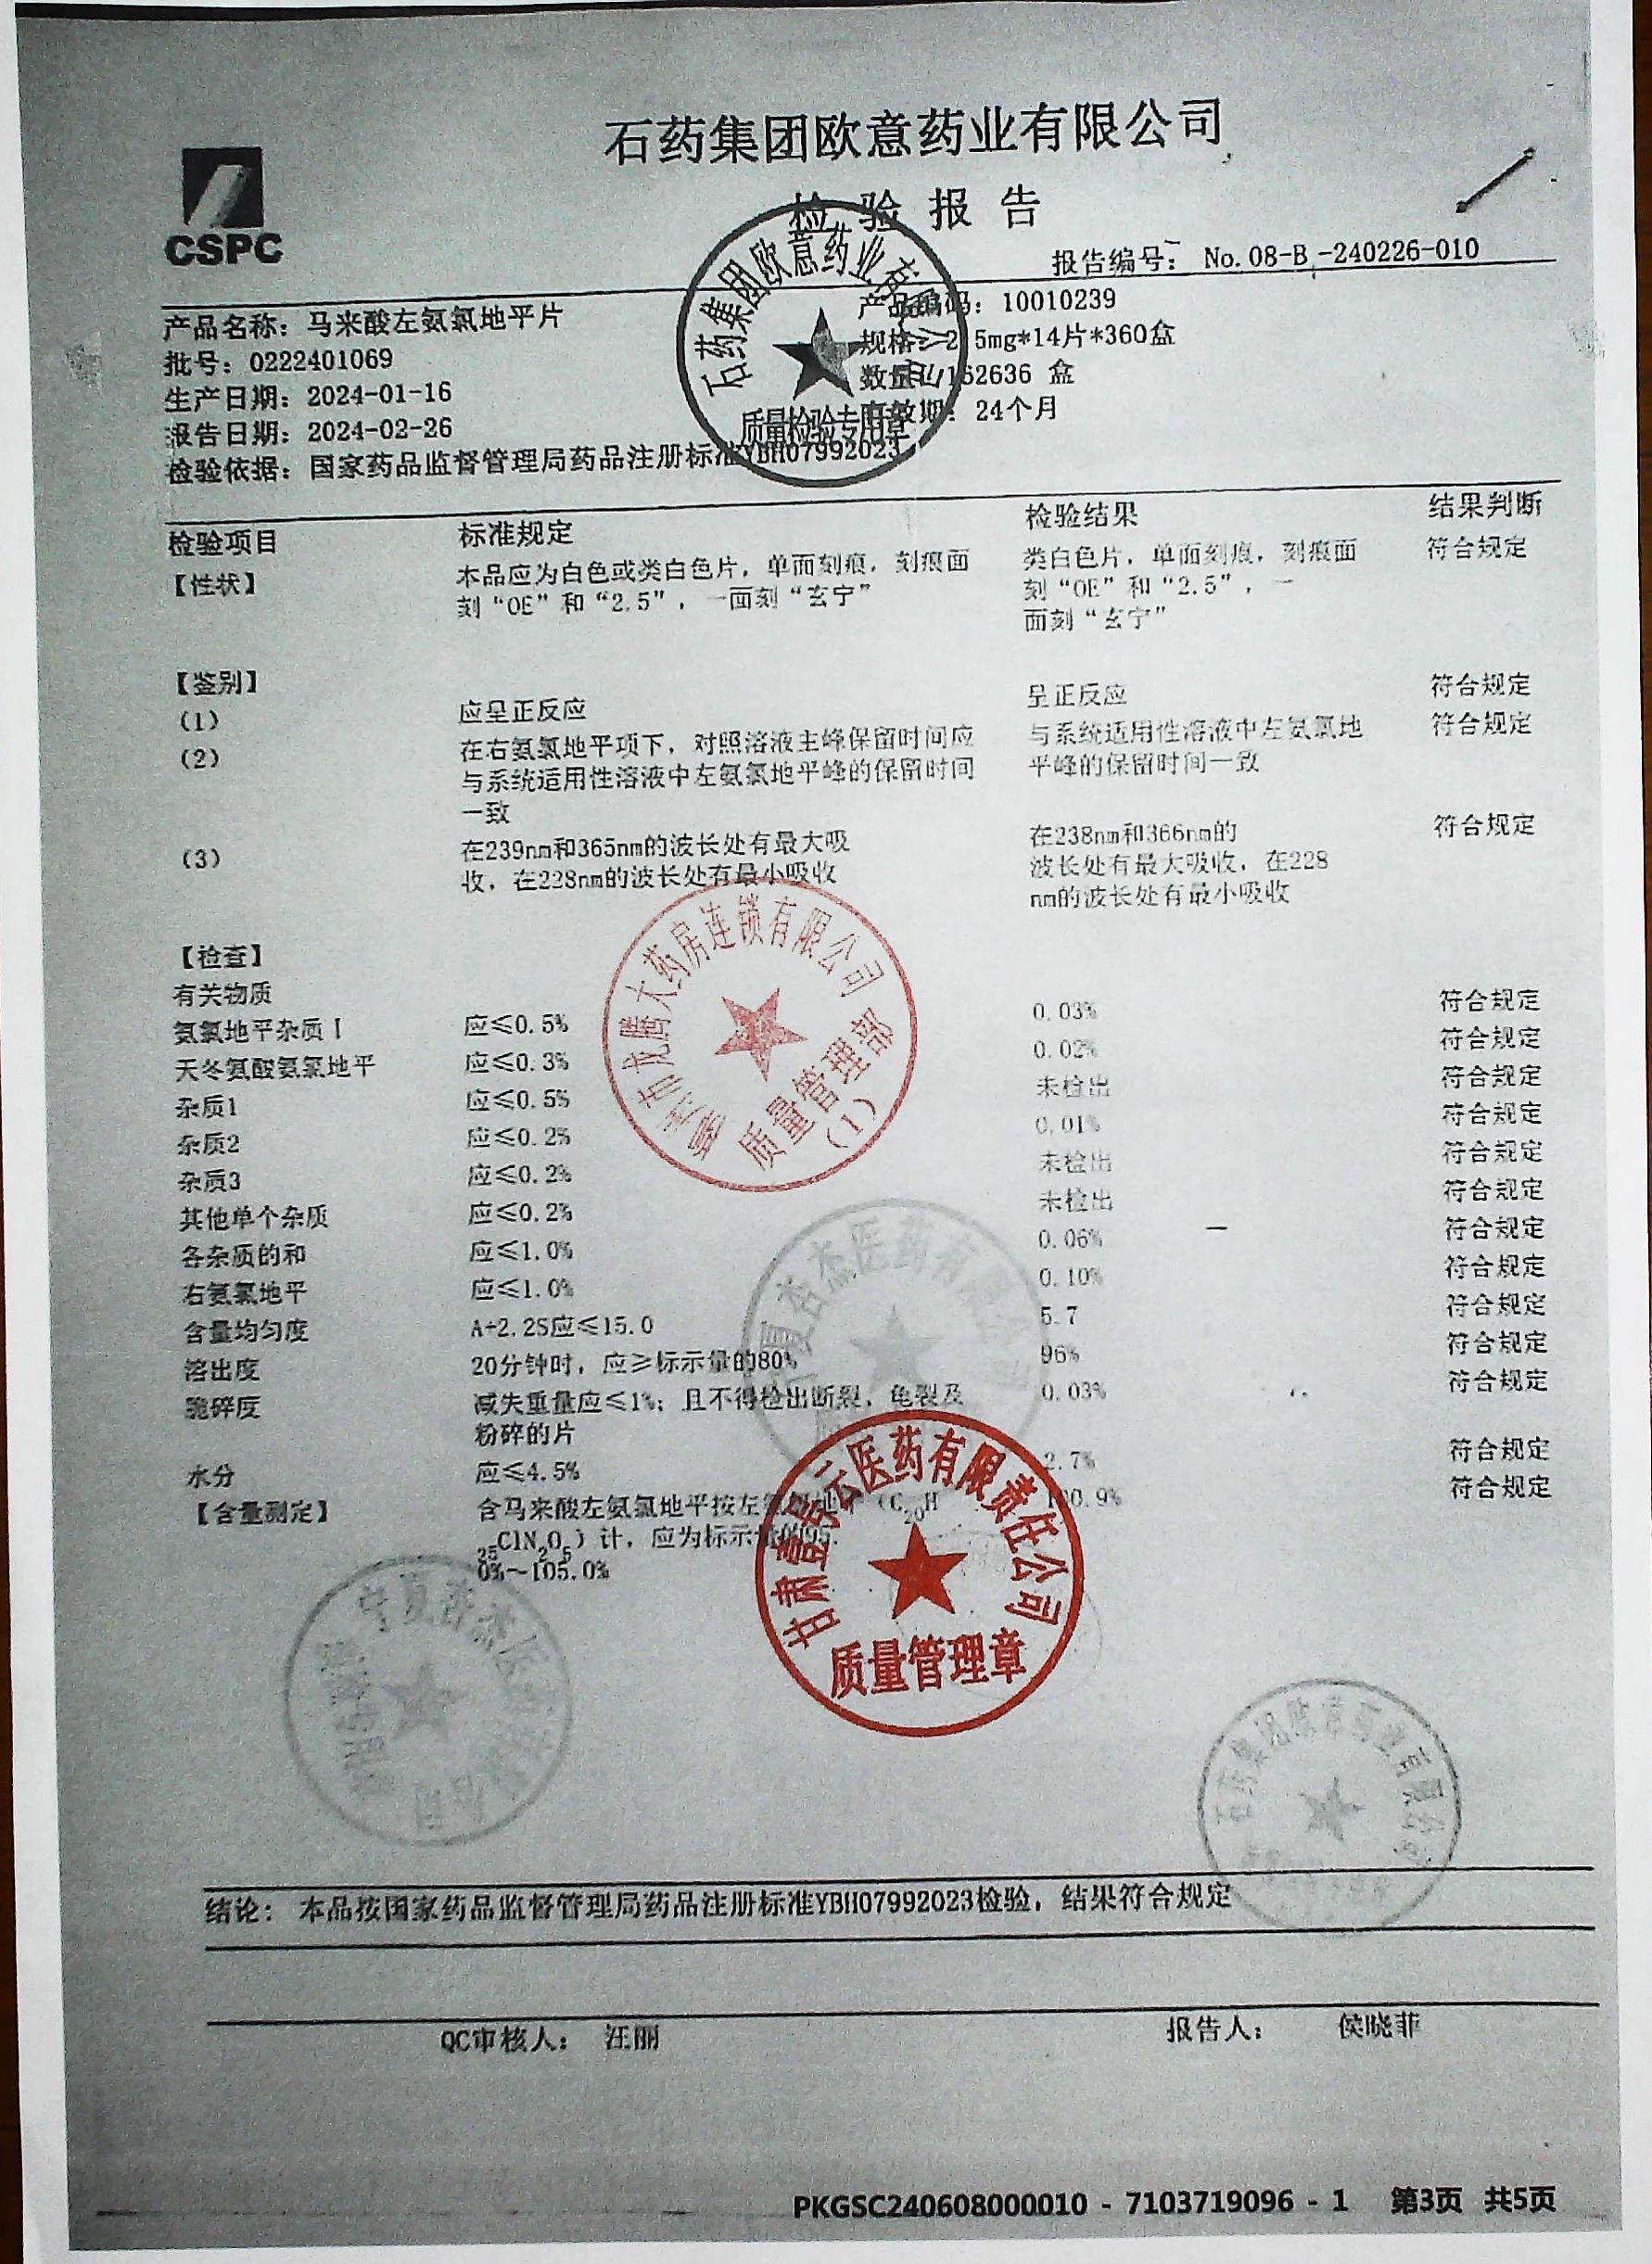 石药集团欧意药业有限公司
检验报告
CSPC
报告编号: No.08-B-240226-010
产品名称: 马来酸左氨氯地平片 产品编码: 10010239
批号: 0222401069 规格: 2.5mg*14片*360盒
生产日期: 2024-01-16 数量: 162636 盒
报告日期: 2024-02-26 有效期: 24个月
检验依据: 国家药品监督管理局药品注册标准YBH07992023
石药集团欧意药业有限公司
质量检验专用章
检验项目 标准规定 检验结果 结果判断
【性状】 本品应为白色或类白色片，单面刻痕，刻痕面 类白色片，单面刻痕，刻痕面 符合规定
刻“OE”和“2.5”，一面刻“玄宁” 刻“OE”和“2.5”，一
面刻“玄宁”
【鉴别】
(1) 应呈正反应 呈正反应 符合规定
(2) 在右氨氯地平项下，对照溶液主峰保留时间应 与系统适用性溶液中左氨氯地 符合规定
与系统适用性溶液中左氨氯地平峰的保留时间 平峰的保留时间一致
一致
(3) 在239nm和365nm的波长处有最大吸 在238nm和366nm的 符合规定
收，在228nm的波长处有最小吸收 波长处有最大吸收，在228
nm的波长处有最小吸收
【检查】
有关物质
氨氯地平杂质Ⅰ 应≤0.5% 0.03% 符合规定
天冬氨酸氨氯地平 应≤0.3% 0.02% 符合规定
杂质1 应≤0.5% 未检出 符合规定
杂质2 应≤0.2% 0.01% 符合规定
杂质3 应≤0.2% 未检出 符合规定
其他单个杂质 应≤0.2% 未检出 符合规定
各杂质的和 应≤1.0% 0.06% 符合规定
右氨氯地平 应≤1.0% 0.10% 符合规定
含量均匀度 A+2.2S应≤15.0 5.7 符合规定
溶出度 20分钟时，应≥标示量的80% 96% 符合规定
脆碎度 减失重量应≤1%；且不得检出断裂，龟裂及 0.03% 符合规定
粉碎的片
水分 应≤4.5% 2.7% 符合规定
【含量测定】 含马来酸左氨氯地平按左氨氯地平（C20H 100.9% 符合规定
25ClN2O5）计，应为标示量的95.
0%~105.0%
市龙腾大药房连锁有限公司
质量管理部
(1)
医药有限
甘肃 云医药有限责任公司
质量管理章
宁夏 杰医
石药集团欧意药业有限公司
结论: 本品按国家药品监督管理局药品注册标准YBH07992023检验，结果符合规定
QC审核人: 汪丽 报告人: 侯晓菲
PKGSC240608000010 - 7103719096 - 1 第3页 共5页